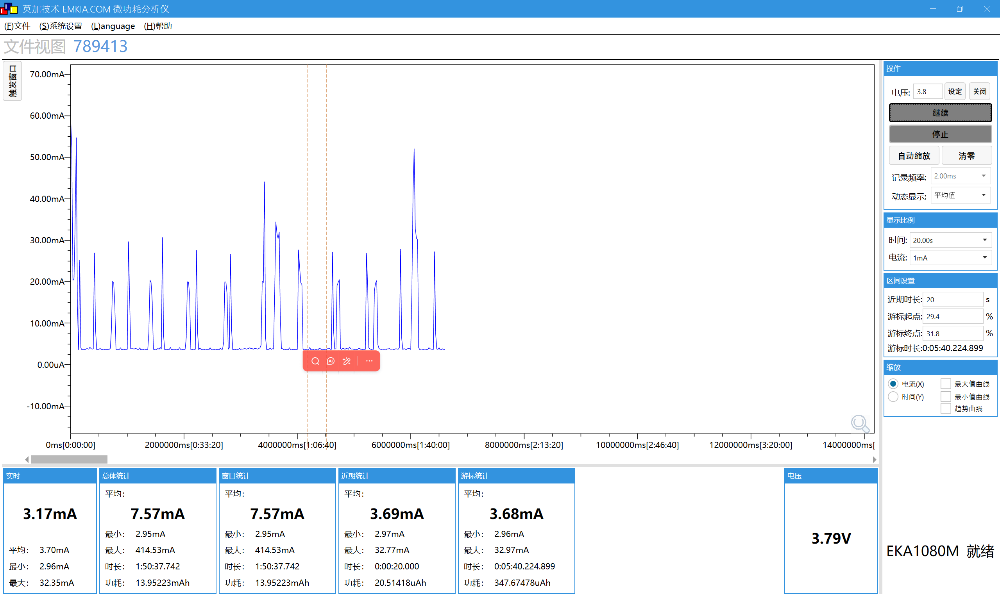 英加技术 EMKIA.COM 微功耗分析仪
(F)文件 (S)系统设置 (L)anguage (H)帮助
文件视图 789413
触发窗口
70.00mA
60.00mA
50.00mA
40.00mA
30.00mA
20.00mA
10.00mA
0.00uA
-10.00mA
AI
0ms[0:00:00] 2000000ms[0:33:20] 4000000ms[1:06:40] 6000000ms[1:40:00] 8000000ms[2:13:20] 10000000ms[2:46:40] 12000000ms[3:20:00] 14000000ms[
操作
电压: 3.8 设定 关闭
继续
停止
自动缩放 清零
记录频率: 2.00ms
动态显示: 平均值
显示比例
时间: 20.00s
电流: 1mA
区间设置
近期时长: 20 s
游标起点: 29.4 %
游标终点: 31.8 %
游标时长:0:05:40.224.899
缩放
电流(X) 最大值曲线
时间(Y) 最小值曲线
趋势曲线
实时
3.17mA
平均: 3.70mA
最小: 2.96mA
最大: 32.35mA
总体统计
平均:
7.57mA
最小: 2.95mA
最大: 414.53mA
时长: 1:50:37.742
功耗: 13.95223mAh
窗口统计
平均:
7.57mA
最小: 2.95mA
最大: 414.53mA
时长: 1:50:37.742
功耗: 13.95223mAh
近期统计
平均:
3.69mA
最小: 2.97mA
最大: 32.77mA
时长: 0:00:20.000
功耗: 20.51418uAh
游标统计
平均:
3.68mA
最小: 2.96mA
最大: 32.97mA
时长: 0:05:40.224.899
功耗: 347.67478uAh
电压
3.79V
EKA1080M 就绪